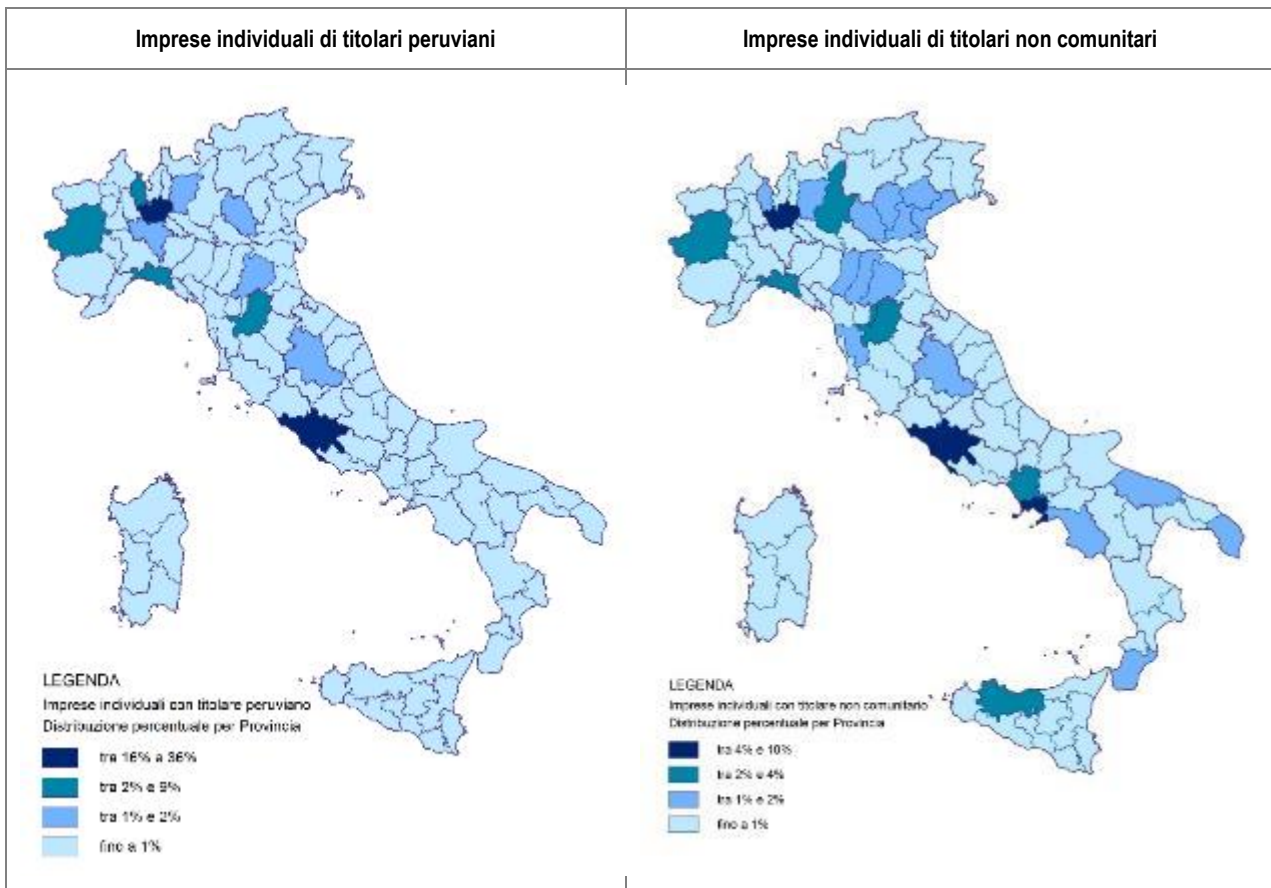 Imprese individuali di titolari peruviani
Imprese individuali di titolari non comunitari
LEGENDA
Imprese individuali con titolare peruviano
Distribuzione percentuale per Provincia
tra 16% a 36%
tra 2% e 9%
tra 1% e 2%
fino a 1%
LEGENDA
Imprese individuali con titolare non comunitario
Distribuzione percentuale per Provincia
tra 4% e 10%
tra 2% e 4%
tra 1% e 2%
fino a 1%